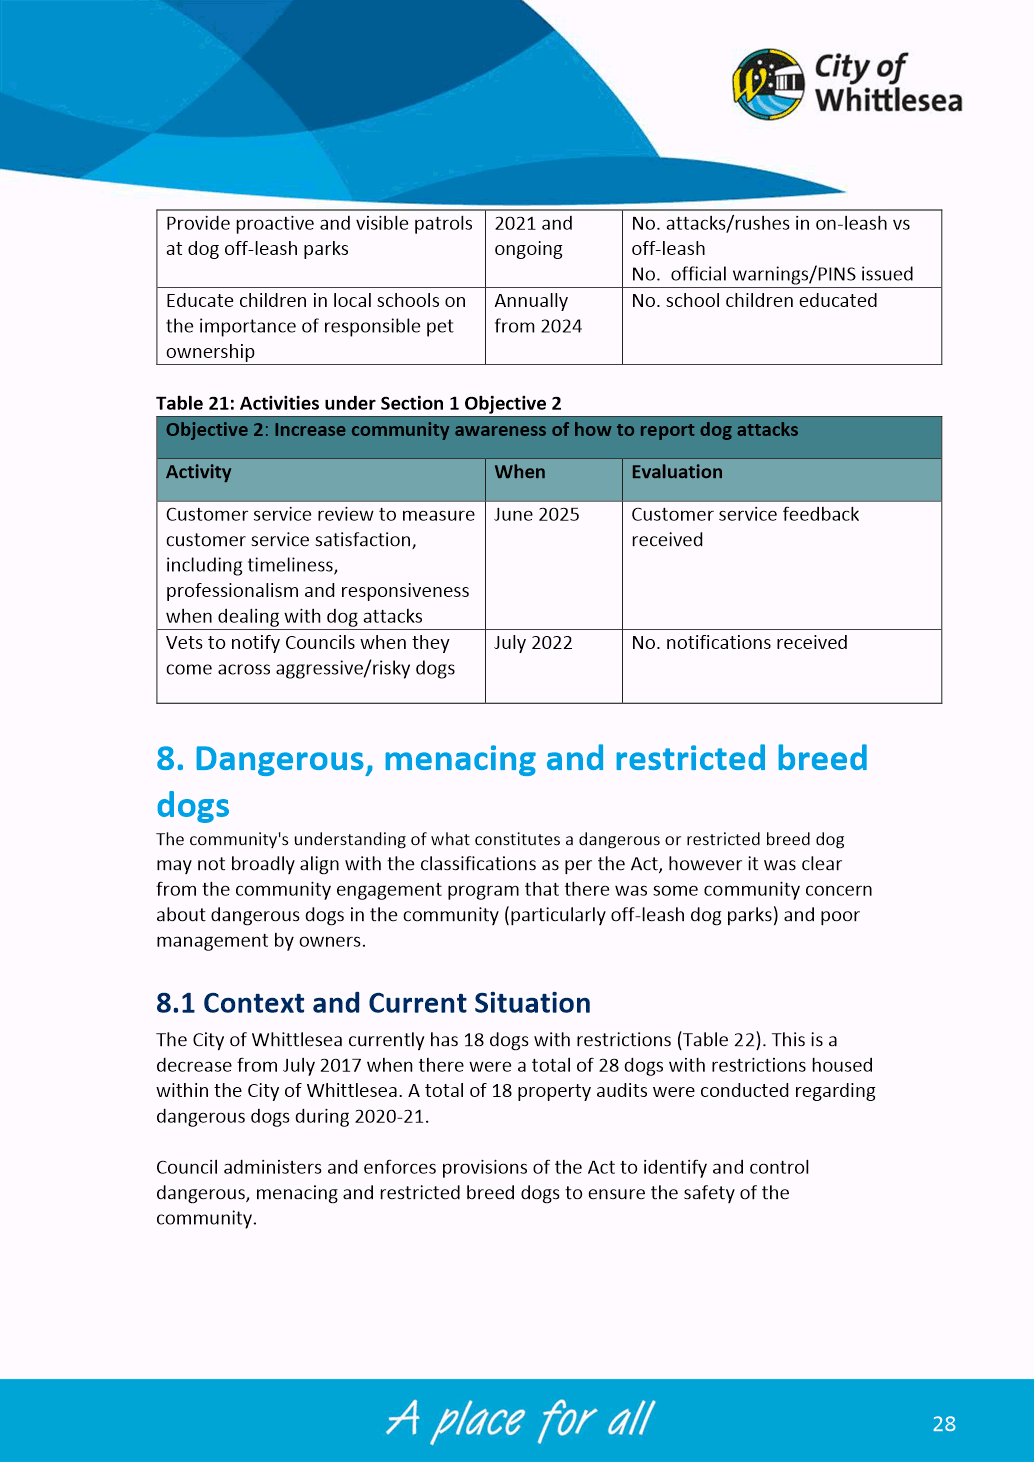 City of
Whittlesea
Provide proactive and visible patrols
at dog off-leash parks
2021 and
ongoing
No. attacks/rushes in on-leash vs
off-leash
No.  official warnings/PINS issued
Educate children in local schools on
the importance of responsible pet
ownership
Annually
from 2024
No. school children educated
Table 21: Activities under Section 1 Objective 2
Objective 2: Increase community awareness of how to report dog attacks
Activity
When
Evaluation
Customer service review to measure
customer service satisfaction,
including timeliness,
professionalism and responsiveness
when dealing with dog attacks
June 2025
Customer service feedback
received
Vets to notify Councils when they
come across aggressive/risky dogs
July 2022
No. notifications received
8. Dangerous, menacing and restricted breed
dogs
The community's understanding of what constitutes a dangerous or restricted breed dog
may not broadly align with the classifications as per the Act, however it was clear
from the community engagement program that there was some community concern
about dangerous dogs in the community (particularly off-leash dog parks) and poor
management by owners.
8.1 Context and Current Situation
The City of Whittlesea currently has 18 dogs with restrictions (Table 22). This is a
decrease from July 2017 when there were a total of 28 dogs with restrictions housed
within the City of Whittlesea. A total of 18 property audits were conducted regarding
dangerous dogs during 2020-21.
Council administers and enforces provisions of the Act to identify and control
dangerous, menacing and restricted breed dogs to ensure the safety of the
community.
A place for all
28